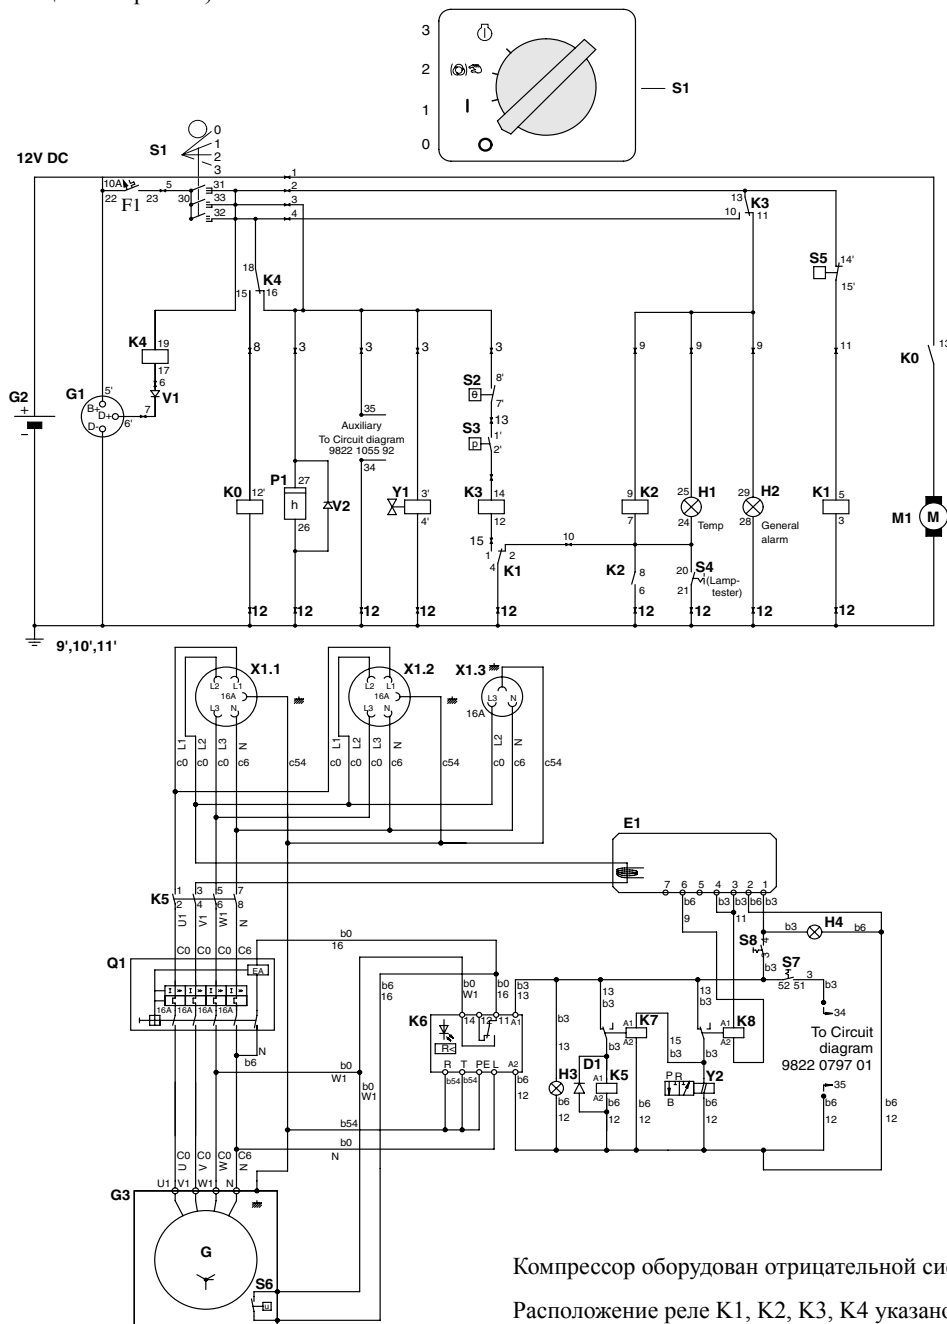 3
2
1
0
S1
12V DC
S1
0
1
2
3
10A
22
F1
23
5
30
31
33
32
1
2
3
4
13
10
11
K3
18
K4
15
16
S5
14'
15'
K4
19
17
6
V1
7
8
3
3
3
3
9
9
9
11
K0
13
G2
+
−
G1
5'
B+
D+
D-
6'
S2
θ
8'
7'
13
S3
p
1'
2'
35
Auxiliary
To Circuit diagram
9822 1055 92
34
K0
12'
P1
27
h
26
V2
Y1
3'
4'
K3
14
12
K2
9
7
H1
25
24
Temp
H2
29
28
General
alarm
K1
5
3
M1
M
15
1
2
4
K1
10
K2
8
6
20
S4
21
(Lamp-
tester)
12
12
12
12
12
12
12
12
12
9',10',11'
X1.1
L2
L1
16A
L3
N
X1.2
L2
L1
16A
L3
N
X1.3
L3
N
16A
L1
L2
L3
N
c0
c0
c0
c6
c54
L1
L2
L3
N
c0
c0
c0
c6
c54
L2
N
c0
c6
c54
E1
7
6
5
4
3
2
1
b6
b3
b3
b6
b3
9
11
K5
1
3
5
7
2
4
6
8
U1
V1
W1
N
C0
C0
C0
C6
Q1
EA
16A
16A
16A
16A
N
b6
b0
16
b6
16
b0
W1
b0
16
b3
13
b0
W1
b0
W1
K6
14
12
11
A1
R<
R
T
PE
L
A2
b54
b54
b6
12
b54
b0
N
b3
H4
b6
S8
4
3
b3
S7
52
51
3
b3
34
To Circuit
diagram
9822 0797 01
35
b6
12
b6
12
b3
13
H3
b6
12
13
b3
b3
D1
A1
A2
K5
b6
12
A1
A2
K7
b6
12
15
b3
13
b3
b3
A1
A2
K8
P R
B
Y2
b6
12
C0
C0
C0
C6
U
V
W
N
G3
U1
V1
W1
N
G
S6
u
Компрессор оборудован отрицательной сис
Расположение реле K1, K2, K3, K4 указано